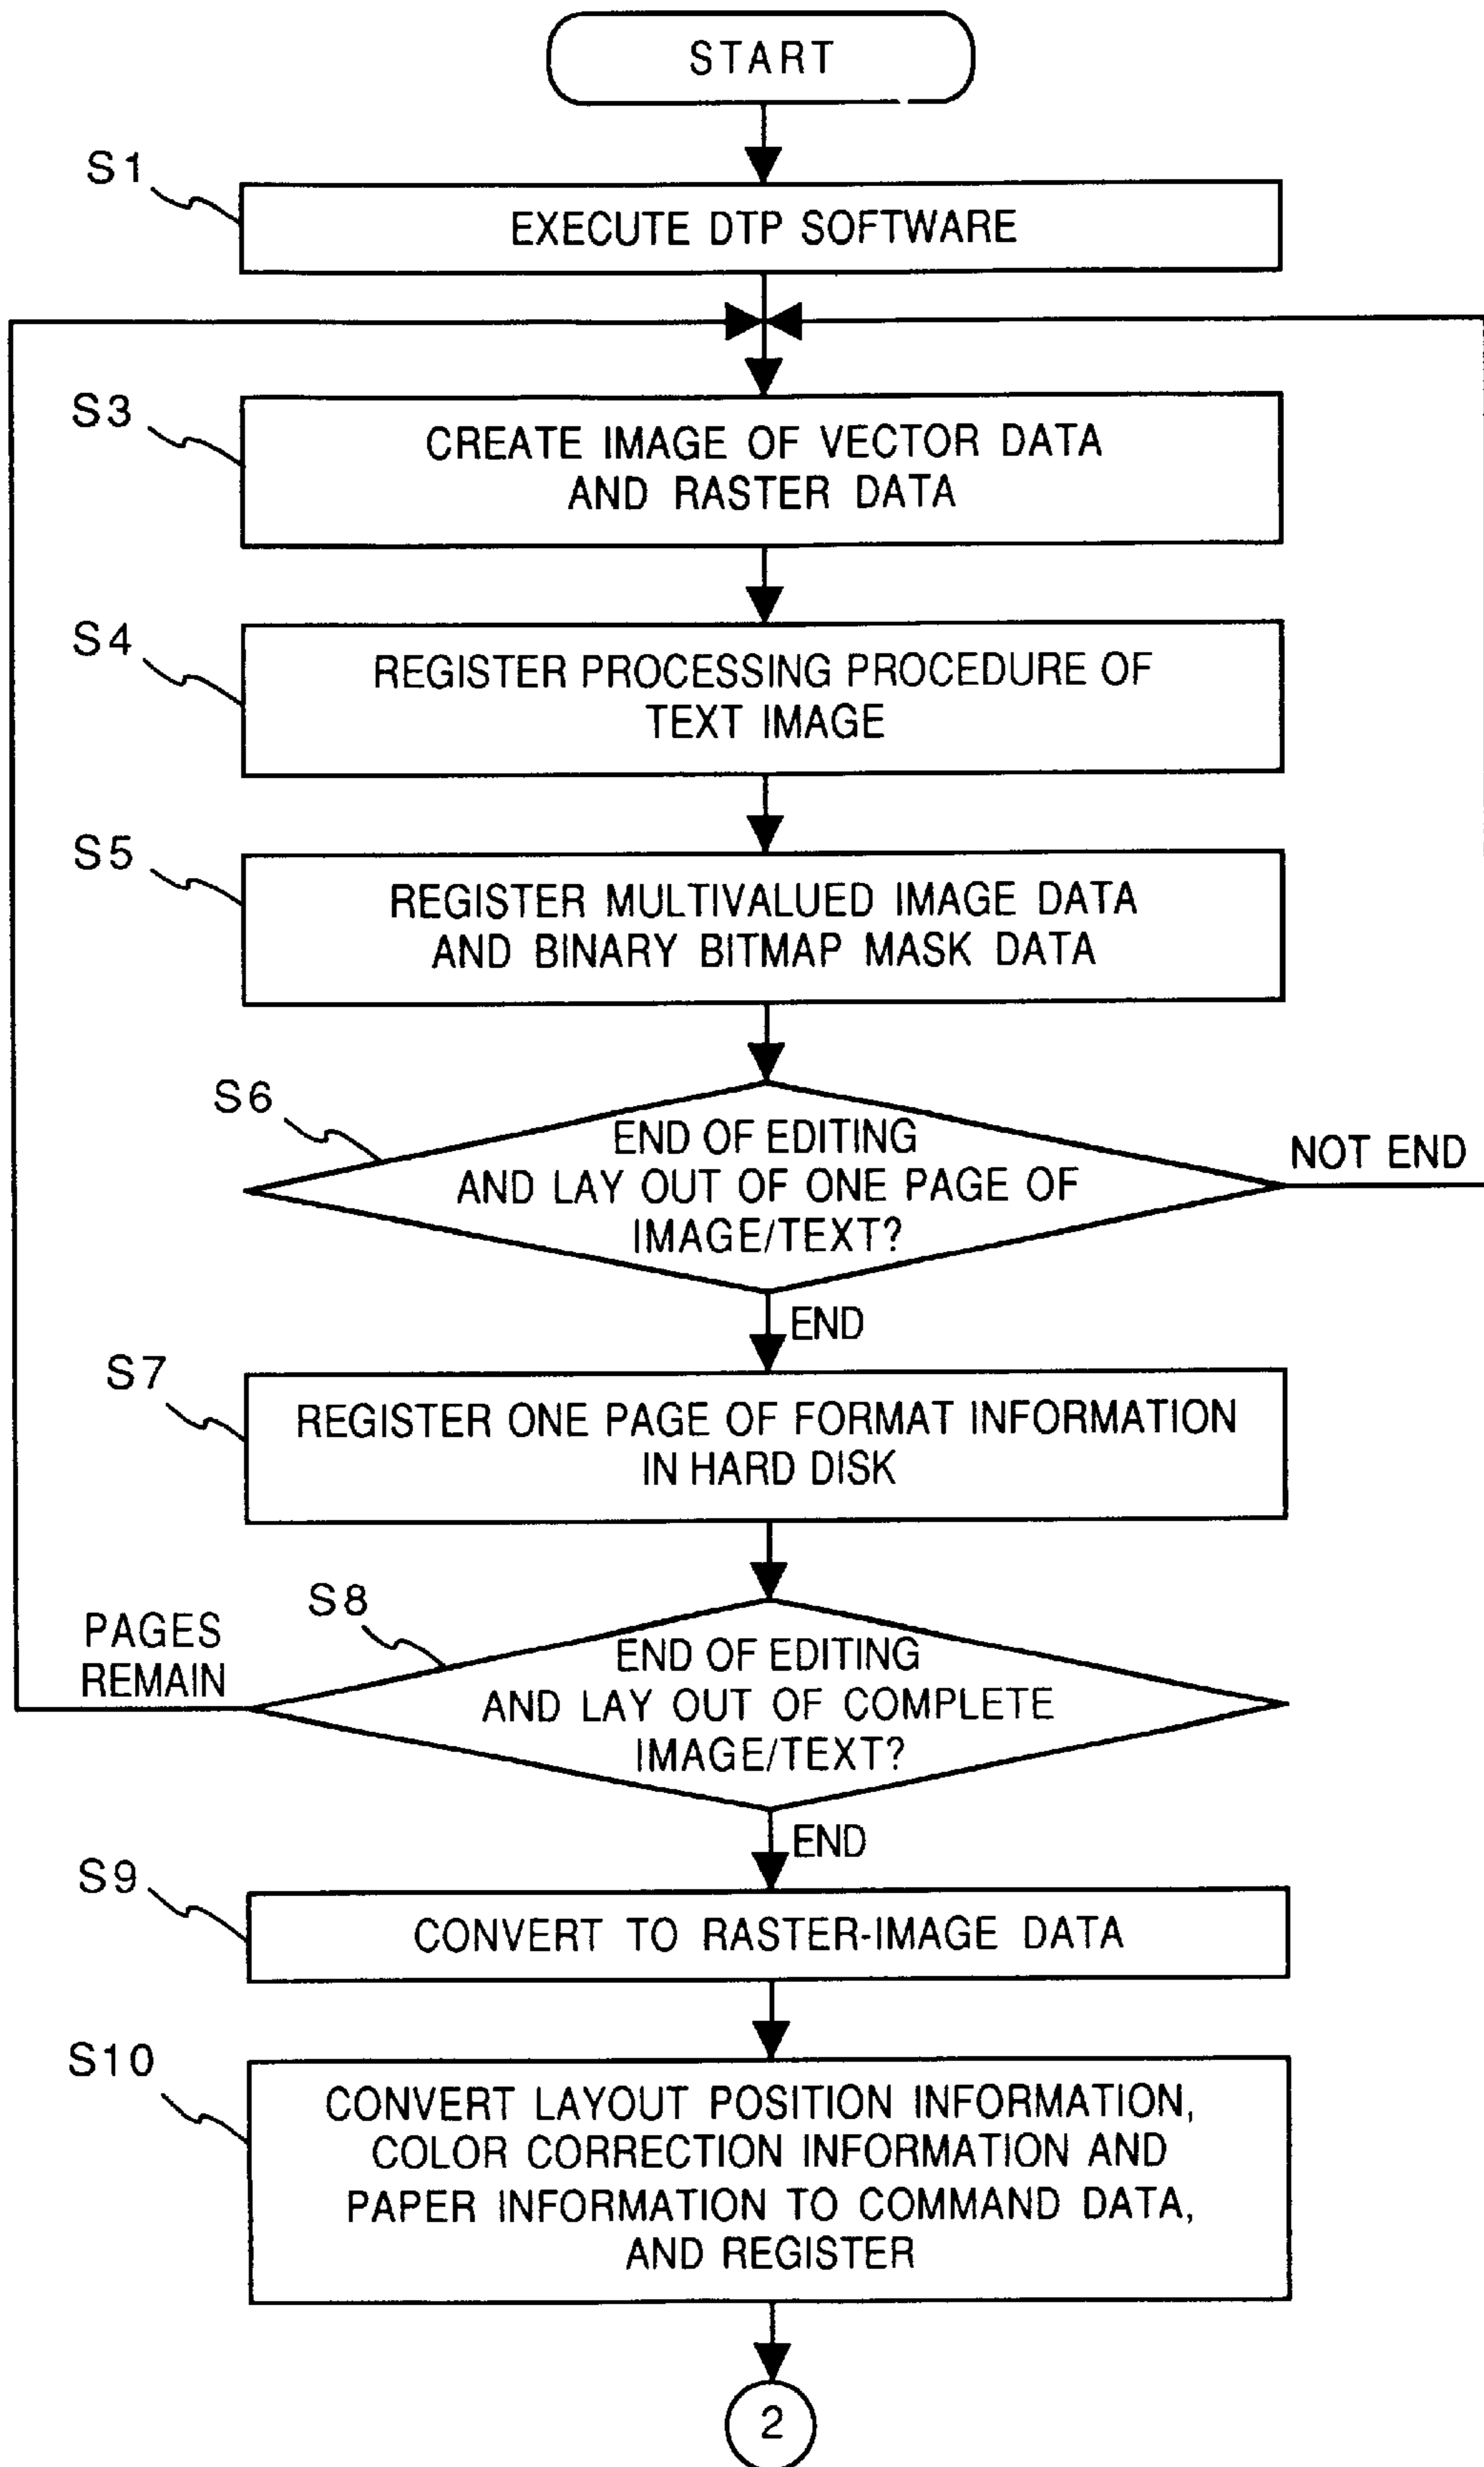 START
S1
EXECUTE DTP SOFTWARE
S3
CREATE IMAGE OF VECTOR DATA
AND RASTER DATA
S4
REGISTER PROCESSING PROCEDURE OF
TEXT IMAGE
S5
REGISTER MULTIVALUED IMAGE DATA
AND BINARY BITMAP MASK DATA
S6
END OF EDITING
AND LAY OUT OF ONE PAGE OF
IMAGE/TEXT?
NOT END
END
S7
REGISTER ONE PAGE OF FORMAT INFORMATION
IN HARD DISK
S8
PAGES
REMAIN
END OF EDITING
AND LAY OUT OF COMPLETE
IMAGE/TEXT?
END
S9
CONVERT TO RASTER-IMAGE DATA
S10
CONVERT LAYOUT POSITION INFORMATION,
COLOR CORRECTION INFORMATION AND
PAPER INFORMATION TO COMMAND DATA,
AND REGISTER
2